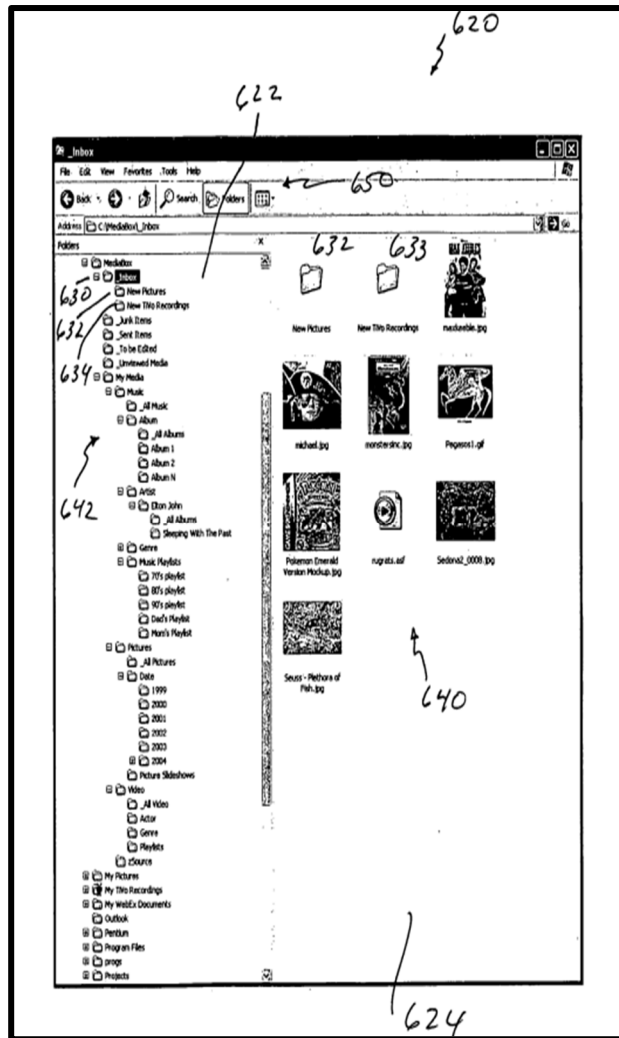 620
622
_Inbox
File Edit View Favorites Tools Help
650
Back Search Folders
Address C:\MediaBox\_Inbox Go
Folders X
MediaBox
630
_Inbox
632
New Pictures
634
New TiVo Recordings
_Junk Items
_Sent Items
_To be Edited
_Unviewed Media
My Media
Music
_All Music
642
Album
_All Albums
Album 1
Album 2
Album N
Artist
Elton John
_All Albums
Sleeping With The Past
Genre
Music Playlists
70's playlist
80's playlist
90's playlist
Dad's Playlist
Mom's Playlist
Pictures
_All Pictures
Date
1999
2000
2001
2002
2003
2004
Picture Slideshows
Video
_All Video
Actor
Genre
Playlists
zSource
My Pictures
My TiVo Recordings
My WebEx Documents
Outlook
Pentium
Program Files
progs
Projects
632 633
New Pictures New TiVo Recordings
michael.jpg monstersinc.jpg Pegasos1.gif
Pokemon Emerald
Version Mockup.jpg rugrats.asf Sedona2_0008.jpg
Seuss - Plethora of
Fish.jpg
640
624